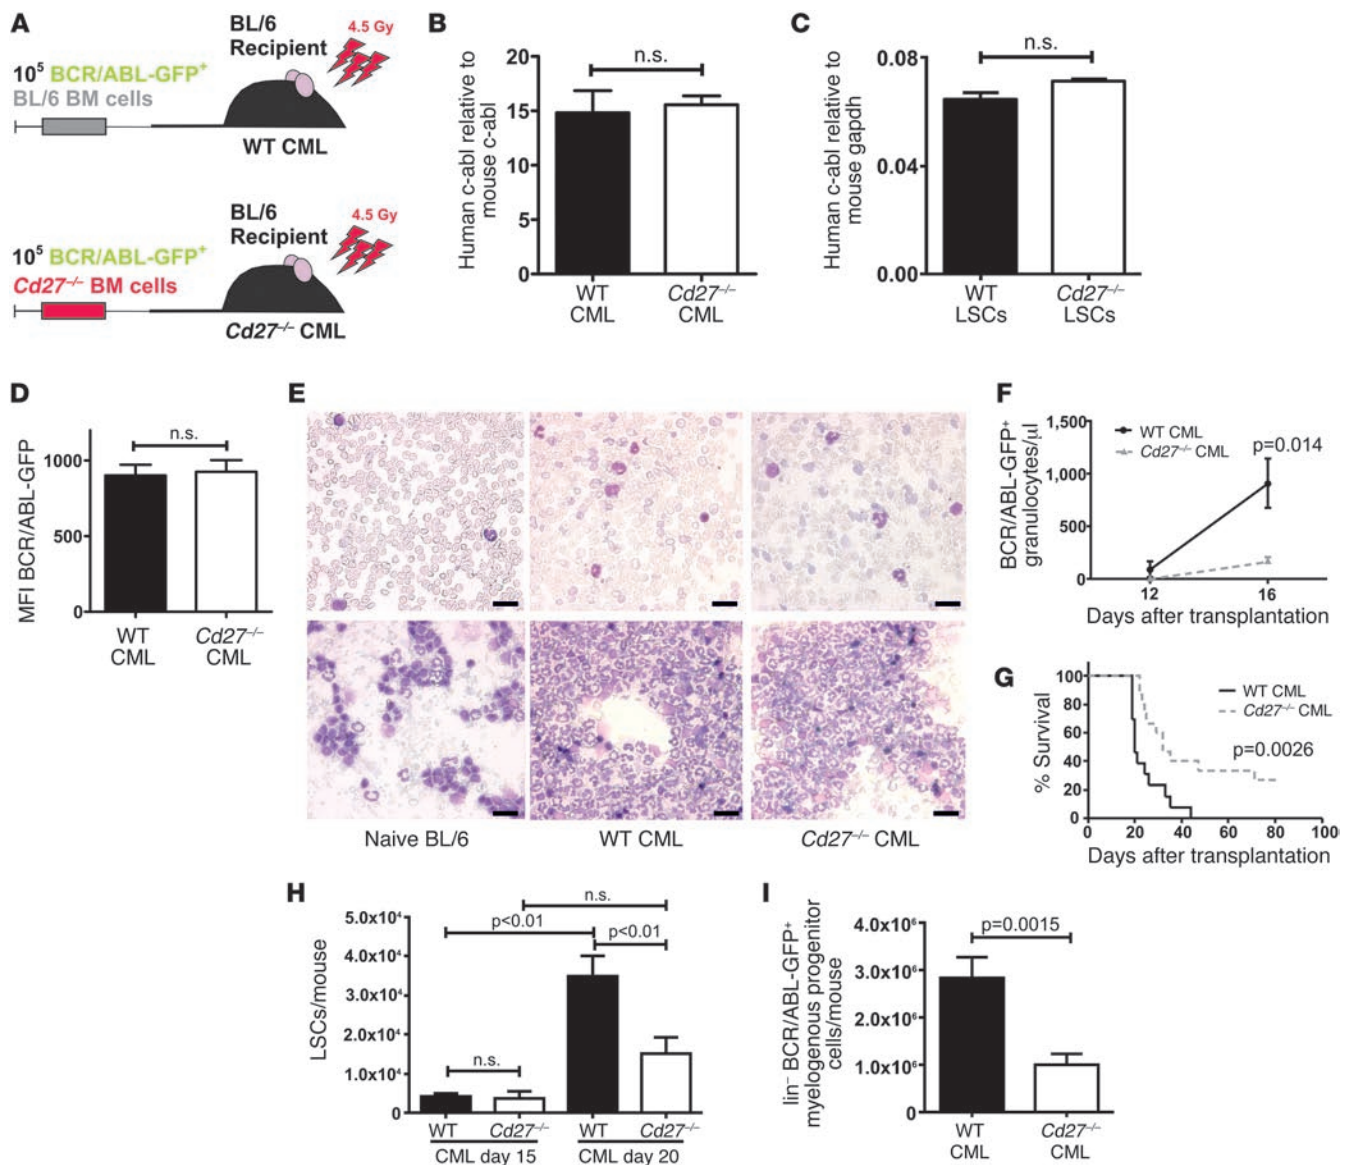 A
BL/6
Recipient
4.5 Gy
10⁵ BCR/ABL-GFP⁺
BL/6 BM cells
WT CML
BL/6
Recipient
4.5 Gy
10⁵ BCR/ABL-GFP⁺
Cd27⁻/⁻ BM cells
Cd27⁻/⁻ CML
B
Human c-abl relative to
mouse c-abl
20
15
10
5
0
n.s.
WT
CML
Cd27⁻/⁻
CML
C
Human c-abl relative to
mouse gapdh
0.08
0.04
0.00
n.s.
WT
LSCs
Cd27⁻/⁻
LSCs
D
MFI BCR/ABL-GFP
1000
500
0
n.s.
WT
CML
Cd27⁻/⁻
CML
E
Naive BL/6
WT CML
Cd27⁻/⁻ CML
F
BCR/ABL-GFP⁺
granulocytes/µl
1,500
1,000
500
0
WT CML
Cd27⁻/⁻ CML
p=0.014
12
16
Days after transplantation
G
% Survival
100
80
60
40
20
0
WT CML
Cd27⁻/⁻ CML
p=0.0026
0 20 40 60 80 100
Days after transplantation
H
LSCs/mouse
5.0x10⁴
4.0x10⁴
3.0x10⁴
2.0x10⁴
1.0x10⁴
0
n.s.
p<0.01
p<0.01
n.s.
WT Cd27⁻/⁻ WT Cd27⁻/⁻
CML day 15 CML day 20
I
lin⁻ BCR/ABL-GFP⁺
myelogenous progenitor
cells/mouse
4.0x10⁶
3.0x10⁶
2.0x10⁶
1.0x10⁶
0
p=0.0015
WT
CML
Cd27⁻/⁻
CML